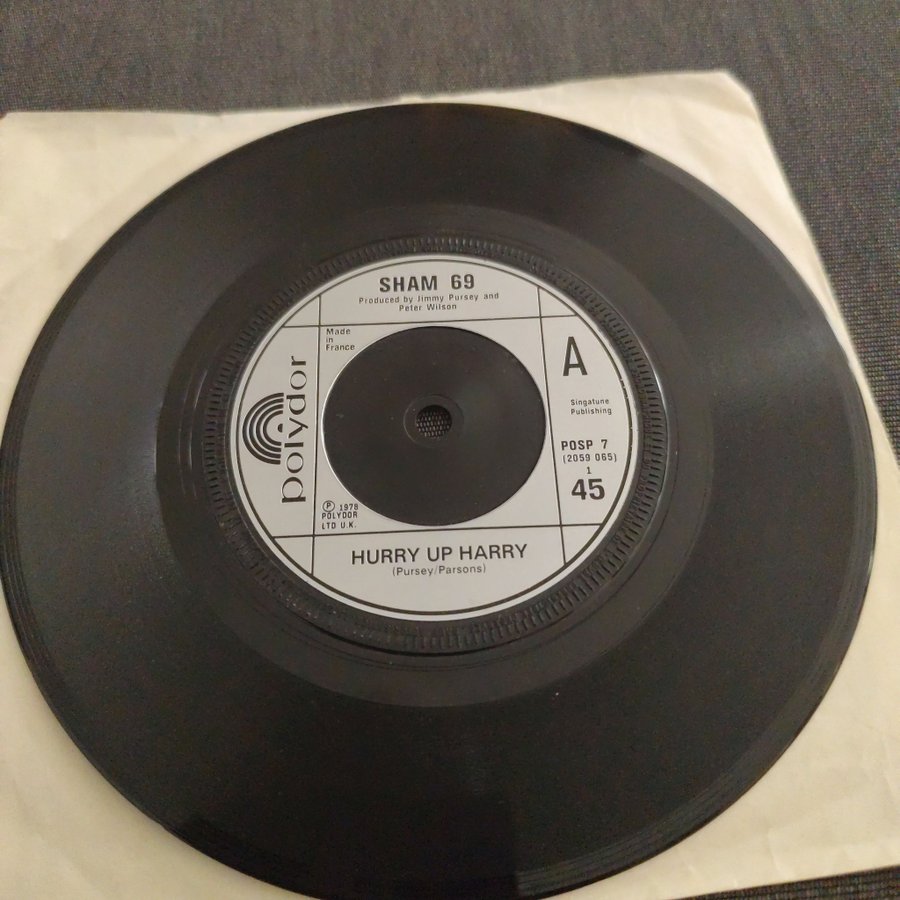 SHAM 69
Produced by Jimmy Pursey and
Peter Wilson
Made
in
France
polydor
A
Singatune
Publishing
POSP 7
(2059 065)
1
45
℗ 1978
POLYDOR
LTD U.K.
HURRY UP HARRY
(Pursey/Parsons)